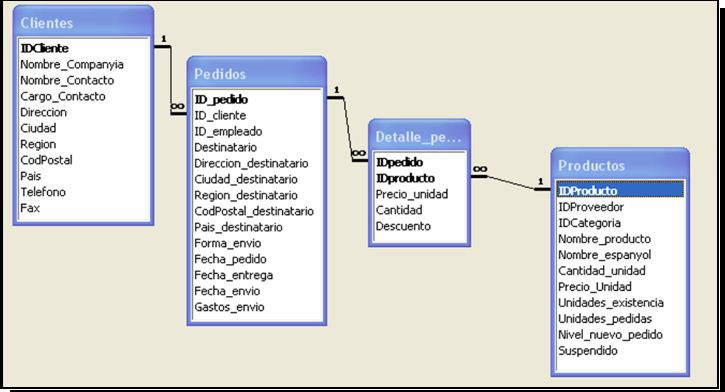 Clientes
IDCliente
Nombre_Companyia
Nombre_Contacto
Cargo_Contacto
Direccion
Ciudad
Region
CodPostal
Pais
Telefono
Fax
1
∞
Pedidos
ID_pedido
ID_cliente
ID_empleado
Destinatario
Direccion_destinatario
Ciudad_destinatario
Region_destinatario
CodPostal_destinatario
Pais_destinatario
Forma_envio
Fecha_pedido
Fecha_entrega
Fecha_envio
Gastos_envio
1
∞
Detalle_pe...
IDpedido
IDproducto
Precio_unidad
Cantidad
Descuento
∞
1
Productos
IDProducto
IDProveedor
IDCategoria
Nombre_producto
Nombre_espanyol
Cantidad_unidad
Precio_Unidad
Unidades_existencia
Unidades_pedidas
Nivel_nuevo_pedido
Suspendido